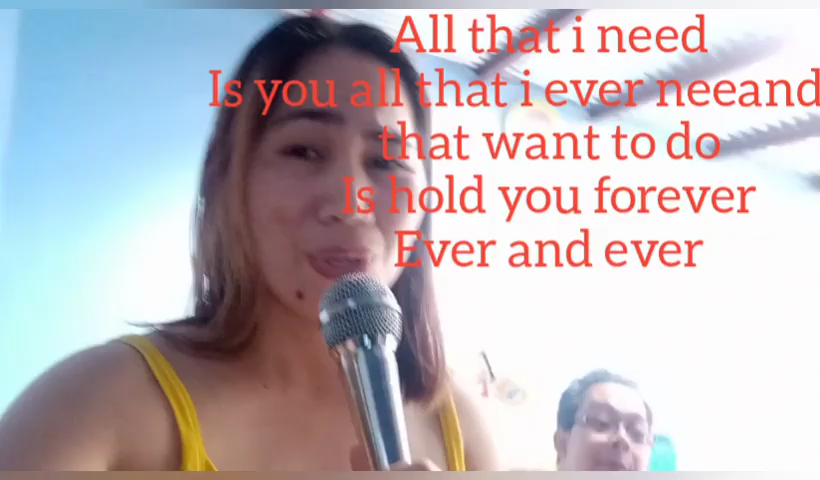 All that i need
Is you all that i ever neeand
that want to do
Is hold you forever
Ever and ever